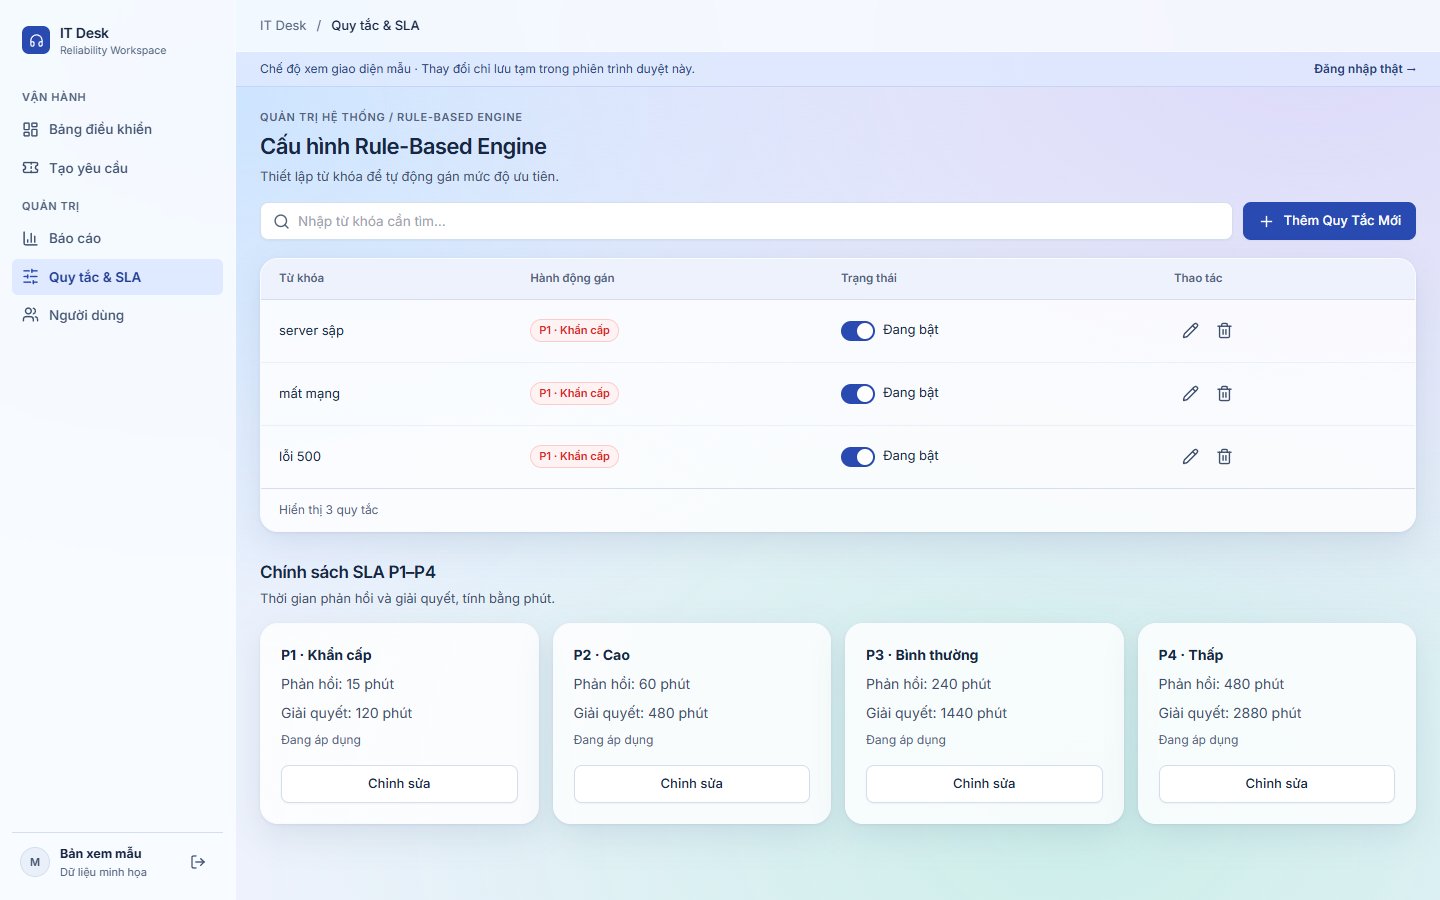 IT Desk
Reliability Workspace
VẬN HÀNH
Bảng điều khiển
Tạo yêu cầu
QUẢN TRỊ
Báo cáo
Quy tắc & SLA
Người dùng
M
Bản xem mẫu
Dữ liệu minh họa
IT Desk / Quy tắc & SLA
Chế độ xem giao diện mẫu · Thay đổi chỉ lưu tạm trong phiên trình duyệt này.
Đăng nhập thật →
QUẢN TRỊ HỆ THỐNG / RULE-BASED ENGINE
Cấu hình Rule-Based Engine
Thiết lập từ khóa để tự động gán mức độ ưu tiên.
Nhập từ khóa cần tìm...
Thêm Quy Tắc Mới
Từ khóa Hành động gán Trạng thái Thao tác
server sập P1 · Khẩn cấp Đang bật
mất mạng P1 · Khẩn cấp Đang bật
lỗi 500 P1 · Khẩn cấp Đang bật
Hiển thị 3 quy tắc
Chính sách SLA P1–P4
Thời gian phản hồi và giải quyết, tính bằng phút.
P1 · Khẩn cấp
Phản hồi: 15 phút
Giải quyết: 120 phút
Đang áp dụng
Chỉnh sửa
P2 · Cao
Phản hồi: 60 phút
Giải quyết: 480 phút
Đang áp dụng
Chỉnh sửa
P3 · Bình thường
Phản hồi: 240 phút
Giải quyết: 1440 phút
Đang áp dụng
Chỉnh sửa
P4 · Thấp
Phản hồi: 480 phút
Giải quyết: 2880 phút
Đang áp dụng
Chỉnh sửa